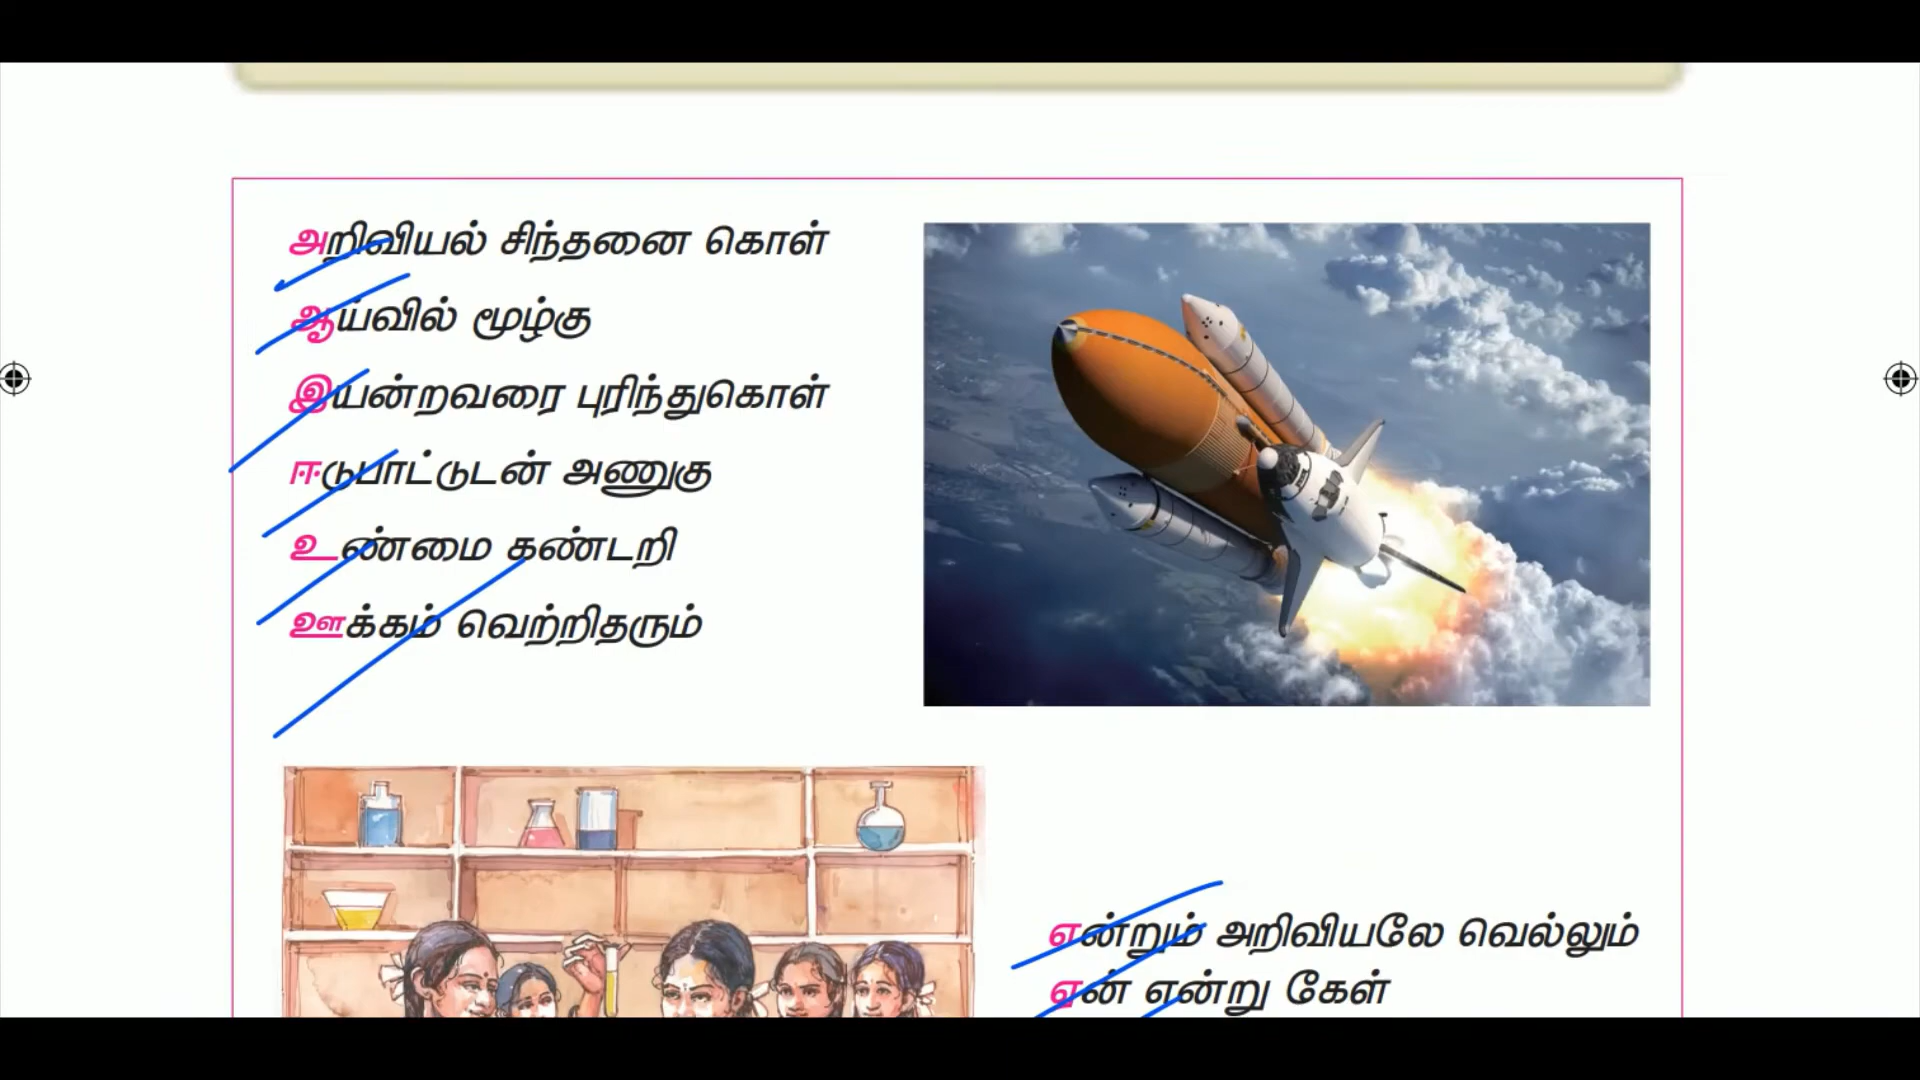 அறிவியல் சிந்தனை கொள்
ஆய்வில் மூழ்கு
இயன்றவரை புரிந்துகொள்
ஈடுபாட்டுடன் அணுகு
உண்மை கண்டறி
ஊக்கம் வெற்றிதரும்
என்றும் அறிவியலே வெல்லும்
ஏன் என்று கேள்